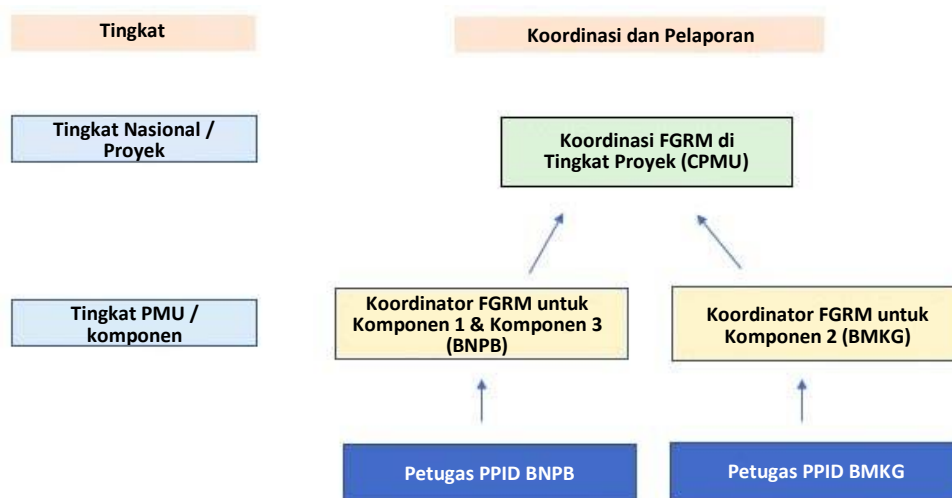 Tingkat
Koordinasi dan Pelaporan
Tingkat Nasional /
Proyek
Koordinasi FGRM di
Tingkat Proyek (CPMU)
Tingkat PMU /
komponen
Koordinator FGRM untuk
Komponen 1 & Komponen 3
(BNPB)
Koordinator FGRM untuk
Komponen 2 (BMKG)
Petugas PPID BNPB
Petugas PPID BMKG